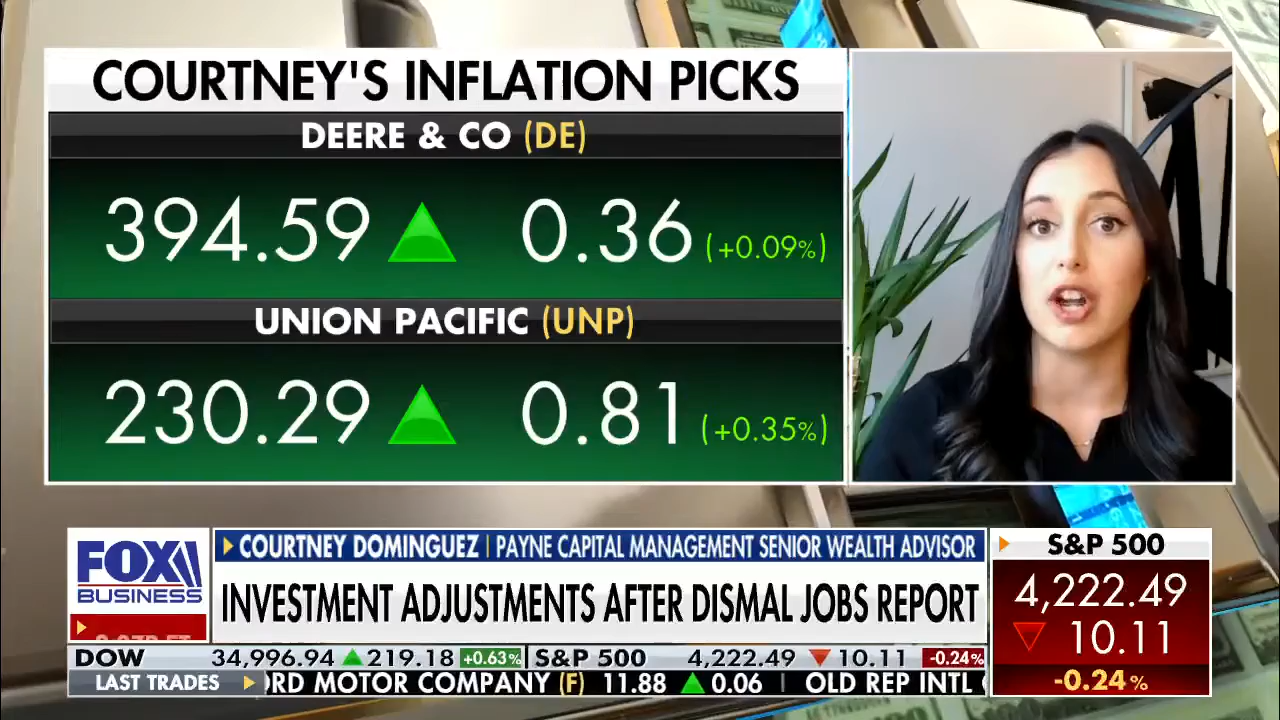 COURTNEY'S INFLATION PICKS
DEERE & CO (DE)
394.59 ▲ 0.36 (+0.09%)
UNION PACIFIC (UNP)
230.29 ▲ 0.81 (+0.35%)
FOX BUSINESS
COURTNEY DOMINGUEZ | PAYNE CAPITAL MANAGEMENT SENIOR WEALTH ADVISOR
INVESTMENT ADJUSTMENTS AFTER DISMAL JOBS REPORT
S&P 500
4,222.49
▽ 10.11
-0.24%
DOW 34,996.94 ▲ 219.18 +0.63% S&P 500 4,222.49 ▼ 10.11 -0.24%
LAST TRADES RD MOTOR COMPANY (F) 11.88 ▲ 0.06 | OLD REP INTL